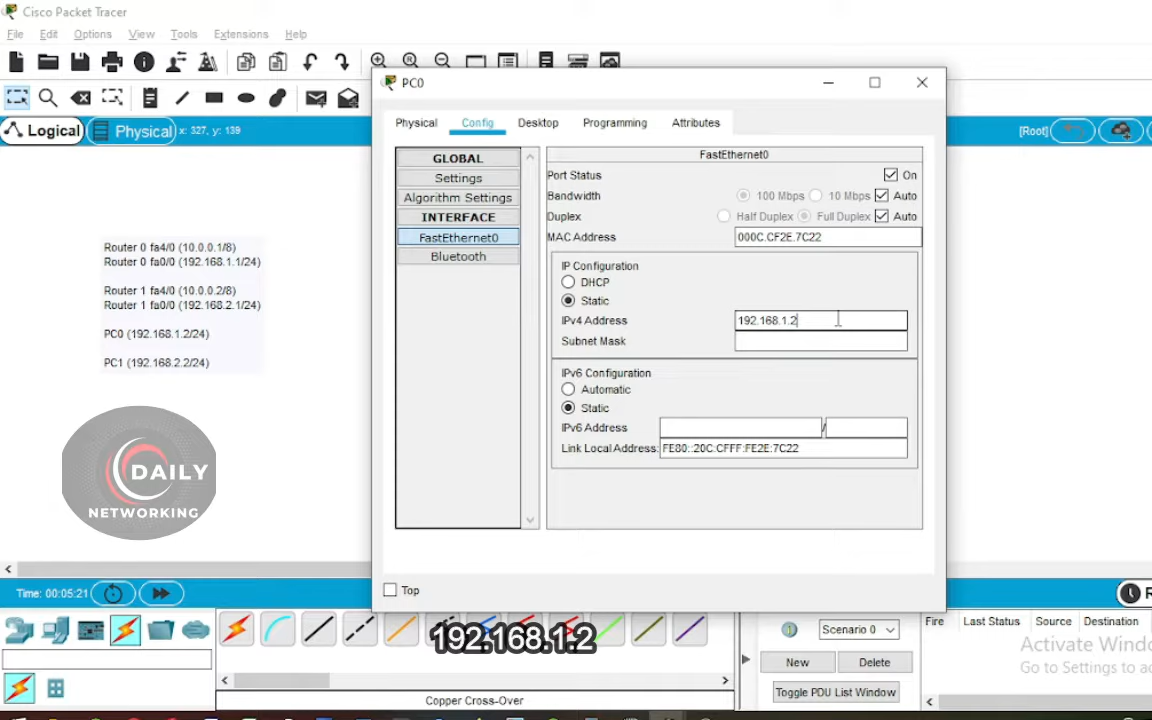 Cisco Packet Tracer
File Edit Options View Tools Extensions Help
PC0
Physical Config Desktop Programming Attributes
Logical Physical x: 327, y: 139 [Root]
GLOBAL
Settings
Algorithm Settings
INTERFACE
FastEthernet0
Bluetooth
FastEthernet0
Port Status On
Bandwidth 100 Mbps 10 Mbps Auto
Duplex Half Duplex Full Duplex Auto
MAC Address 000C.CF2E.7C22
IP Configuration
DHCP
Static
IPv4 Address 192.168.1.2
Subnet Mask
IPv6 Configuration
Automatic
Static
IPv6 Address /
Link Local Address: FE80::20C:CFFF:FE2E:7C22
Top
Router 0 fa4/0 (10.0.0.1/8)
Router 0 fa0/0 (192.168.1.1/24)
Router 1 fa4/0 (10.0.0.2/8)
Router 1 fa0/0 (192.168.2.1/24)
PC0 (192.168.1.2/24)
PC1 (192.168.2.2/24)
DAILY
NETWORKING
Time: 00:05:21
192.168.1.2
Copper Cross-Over
Scenario 0
New Delete
Toggle PDU List Window
Fire Last Status Source Destination
Activate Windo
Go to Settings to ac